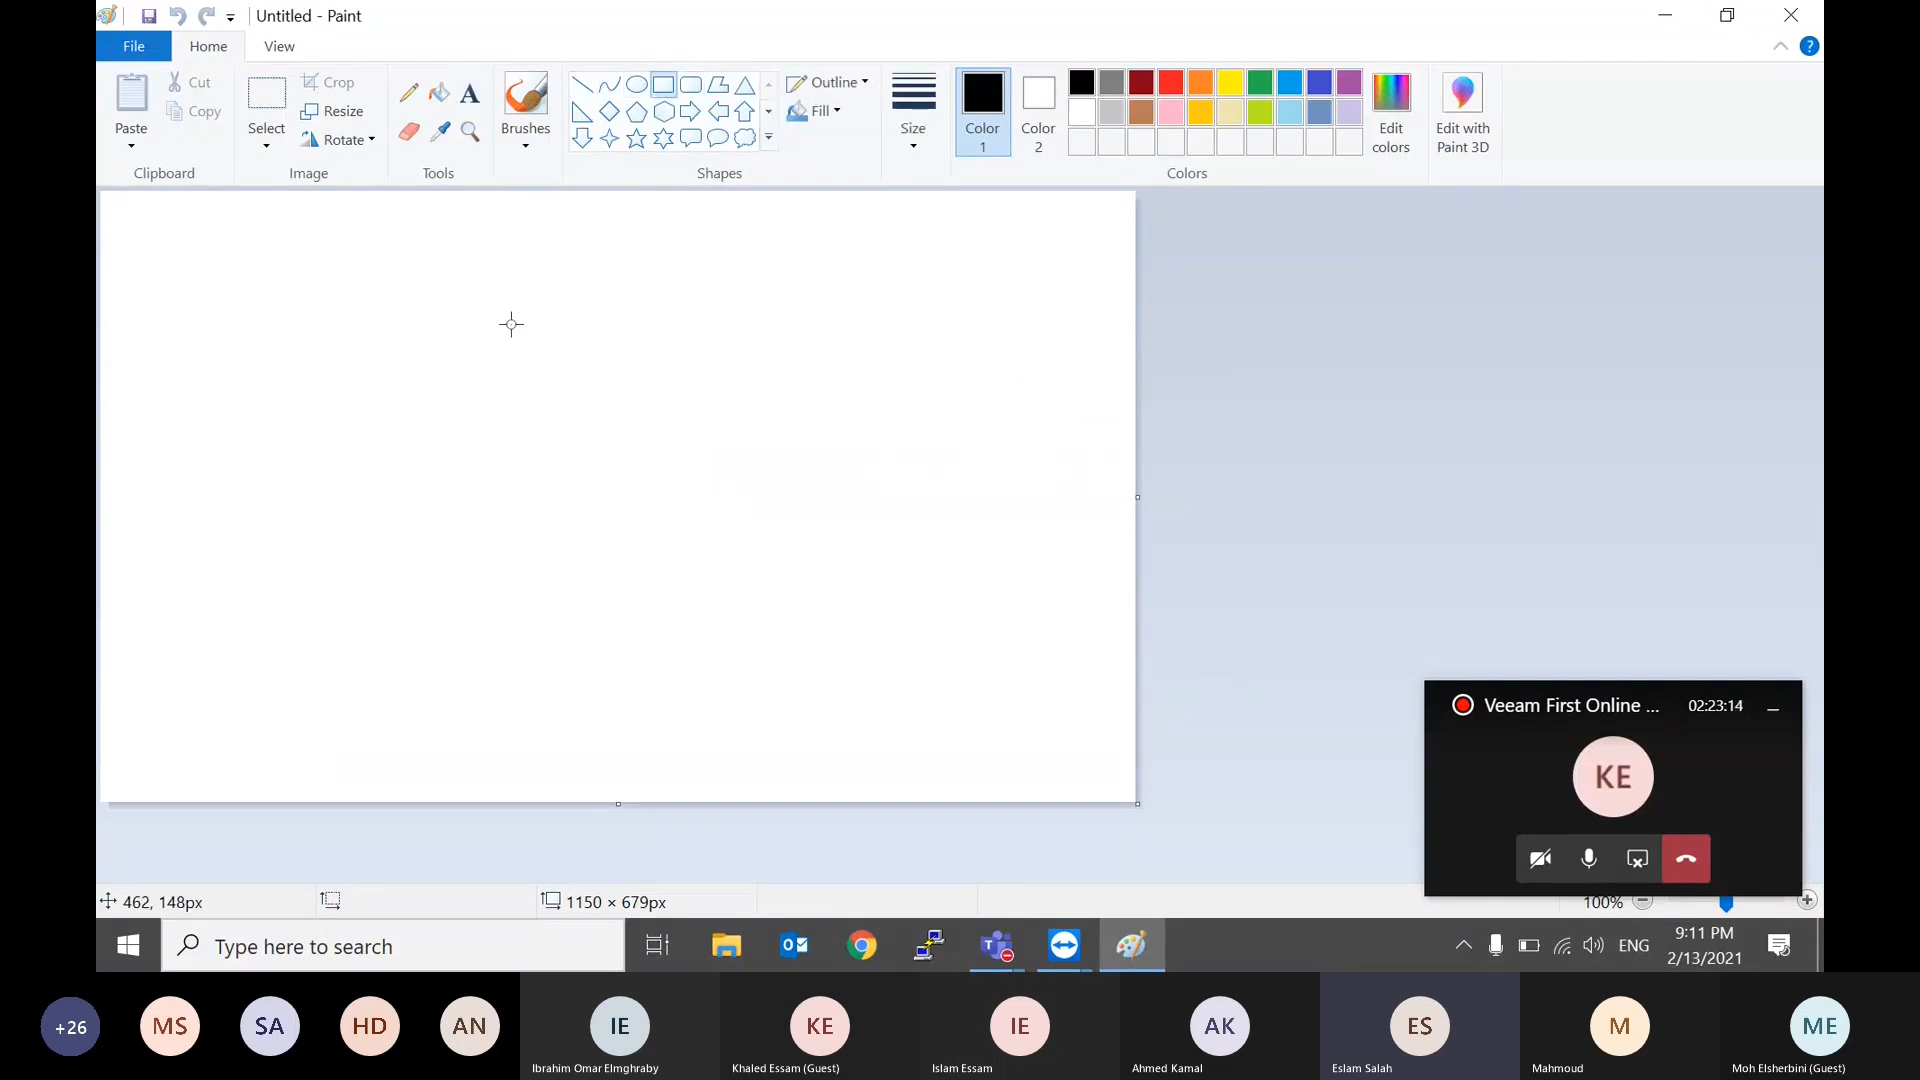 Untitled - Paint
File
Home
View
Paste
Cut
Copy
Clipboard
Select
Crop
Resize
Rotate
Image
A
Tools
Brushes
Outline
Fill
Shapes
Size
Color
1
Color
2
Edit
colors
Colors
Edit with
Paint 3D
?
Veeam First Online ...
02:23:14
KE
462, 148px
1150 × 679px
100%
Type here to search
ENG
9:11 PM
2/13/2021
+26
MS
SA
HD
AN
IE
Ibrahim Omar Elmghraby
KE
Khaled Essam (Guest)
IE
Islam Essam
AK
Ahmed Kamal
ES
Eslam Salah
M
Mahmoud
ME
Moh Elsherbini (Guest)